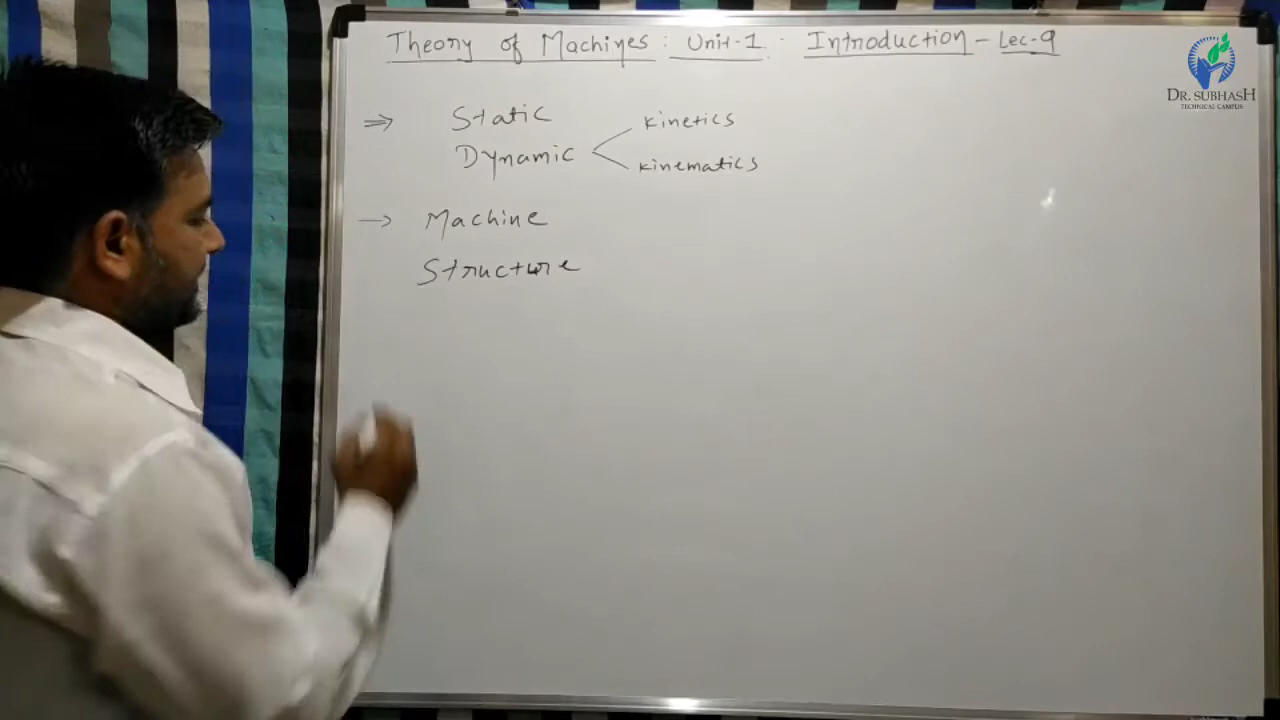 Theory of Machines : Unit-1 : Introduction - Lec-9
DR. SUBHASH
TECHNICAL CAMPUS
⇒ Static
kinetics
Dynamic
kinematics
→ Machine
Structure